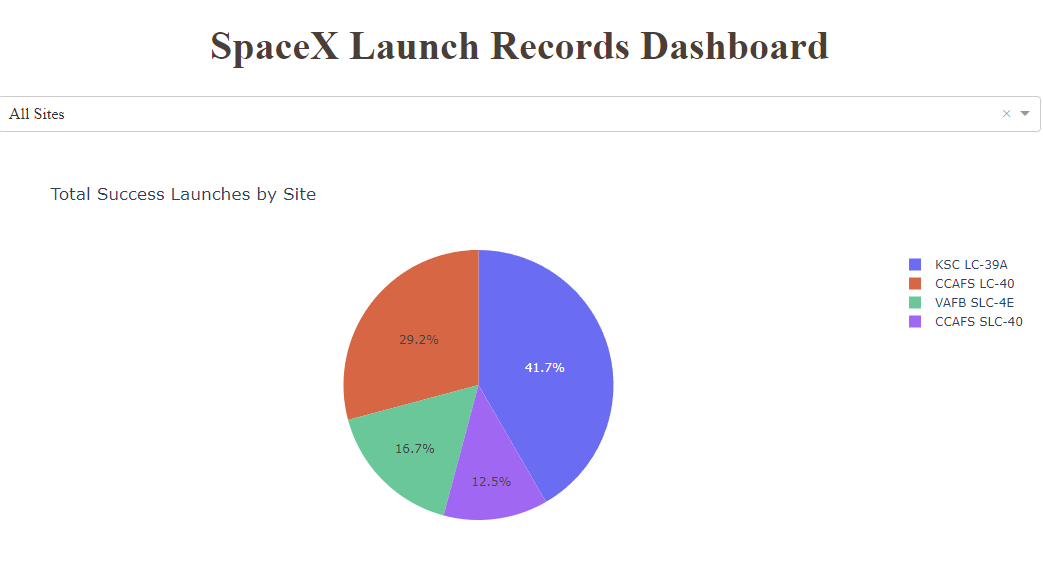 SpaceX Launch Records Dashboard
All Sites
Total Success Launches by Site
KSC LC-39A
CCAFS LC-40
VAFB SLC-4E
CCAFS SLC-40
29.2%
41.7%
16.7%
12.5%